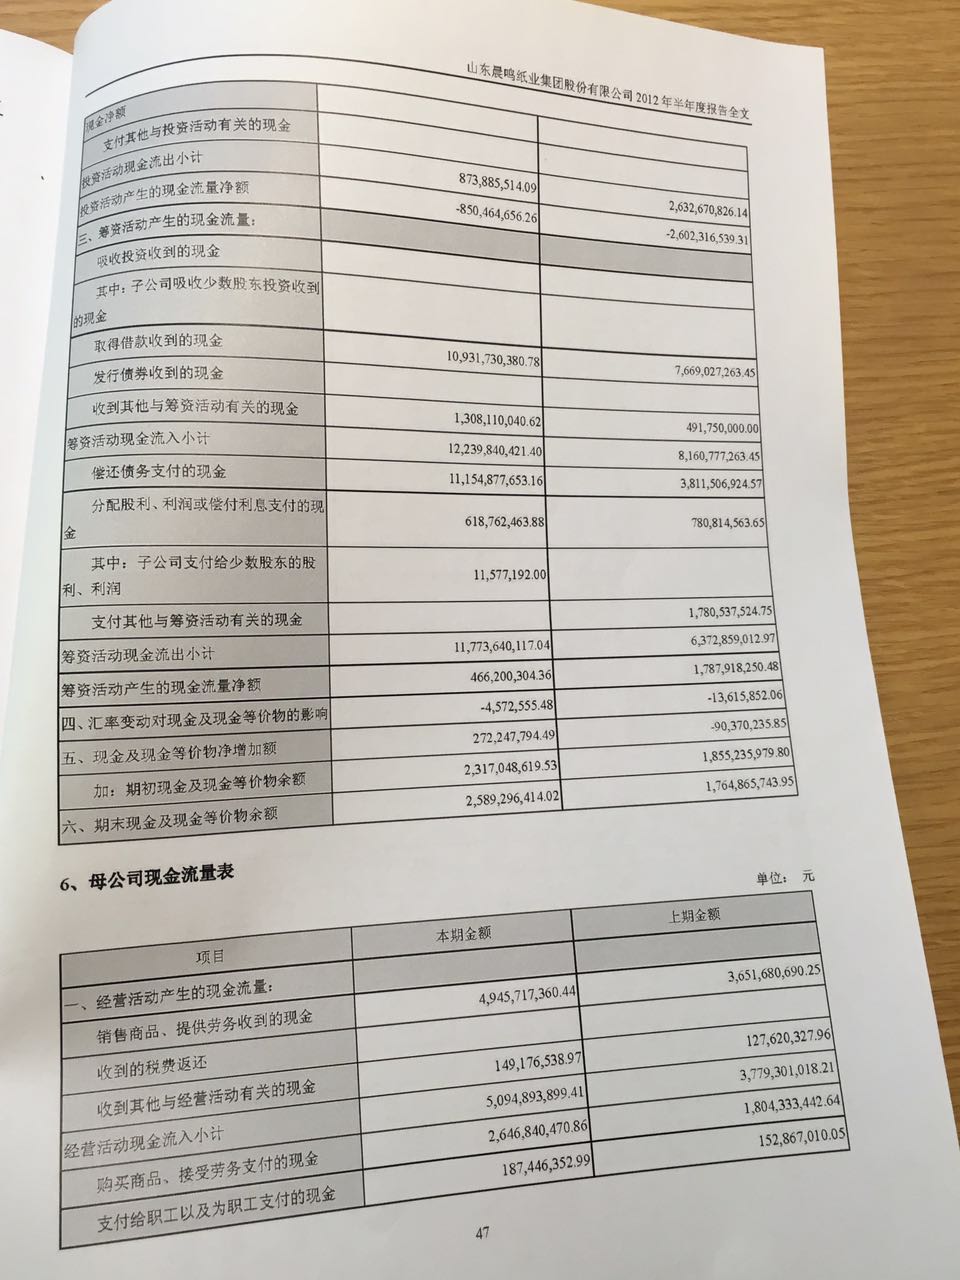 山东晨鸣纸业集团股份有限公司 2012 年半年度报告全文
现金净额
支付其他与投资活动有关的现金
投资活动现金流出小计 873,885,514.09 2,632,670,826.14
投资活动产生的现金流量净额 -850,464,656.26 -2,602,316,539.31
三、筹资活动产生的现金流量:
吸收投资收到的现金
其中:子公司吸收少数股东投资收到
的现金
取得借款收到的现金 10,931,730,380.78 7,669,027,263.45
发行债券收到的现金
收到其他与筹资活动有关的现金 1,308,110,040.62 491,750,000.00
筹资活动现金流入小计 12,239,840,421.40 8,160,777,263.45
偿还债务支付的现金 11,154,877,653.16 3,811,506,924.57
分配股利、利润或偿付利息支付的现
金 618,762,463.88 780,814,563.65
其中:子公司支付给少数股东的股
利、利润 11,577,192.00
支付其他与筹资活动有关的现金 1,780,537,524.75
筹资活动现金流出小计 11,773,640,117.04 6,372,859,012.97
筹资活动产生的现金流量净额 466,200,304.36 1,787,918,250.48
四、汇率变动对现金及现金等价物的影响 -4,572,555.48 -13,615,852.06
五、现金及现金等价物净增加额 272,247,794.49 -90,370,235.85
加:期初现金及现金等价物余额 2,317,048,619.53 1,855,235,979.80
六、期末现金及现金等价物余额 2,589,296,414.02 1,764,865,743.95
6、母公司现金流量表
单位: 元
项目 本期金额 上期金额
一、经营活动产生的现金流量:
销售商品、提供劳务收到的现金 4,945,717,360.44 3,651,680,690.25
收到的税费返还
收到其他与经营活动有关的现金 149,176,538.97 127,620,327.96
经营活动现金流入小计 5,094,893,899.41 3,779,301,018.21
购买商品、接受劳务支付的现金 2,646,840,470.86 1,804,333,442.64
支付给职工以及为职工支付的现金 187,446,352.99 152,867,010.05
47